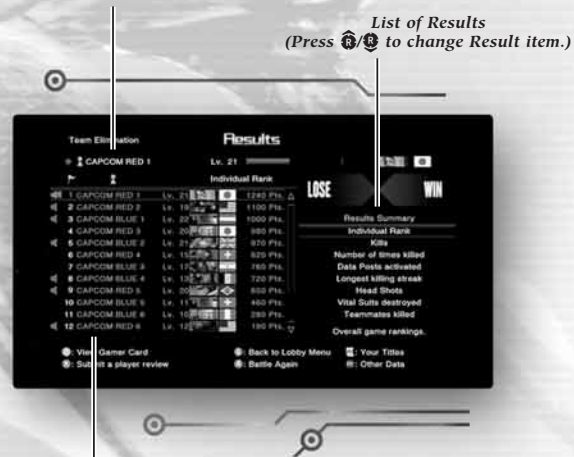 List of Results
(Press R/R to change Result item.)
Team Elimination
Results
CAPCOM RED 1
Lv. 21
Individual Rank
LOSE
WIN
1 CAPCOM RED 1 Lv. 21 1240 Pts.
2 CAPCOM RED 2 Lv. 19 1100 Pts.
3 CAPCOM BLUE 1 Lv. 22 1000 Pts.
4 CAPCOM RED 3 Lv. 20 980 Pts.
5 CAPCOM BLUE 2 Lv. 970 Pts.
6 CAPCOM RED 4 Lv. 820 Pts.
7 CAPCOM BLUE 3 Lv. 760 Pts.
8 CAPCOM BLUE 4 Lv. 720 Pts.
9 CAPCOM RED 5 Lv. Pts.
10 CAPCOM BLUE 5 Lv. 460 Pts.
11 CAPCOM BLUE 6 Lv. 280 Pts.
12 CAPCOM RED 6 Lv. 12 190 Pts.
Results Summary
Individual Rank
Kills
Number of times killed
Data Posts activated
Longest killing streak
Head Shots
Vital Suits destroyed
Teammates killed
Overall game rankings.
: View Gamer Card
: Back to Lobby Menu
: Your Titles
: Submit a player review
: Battle Again
: Other Data